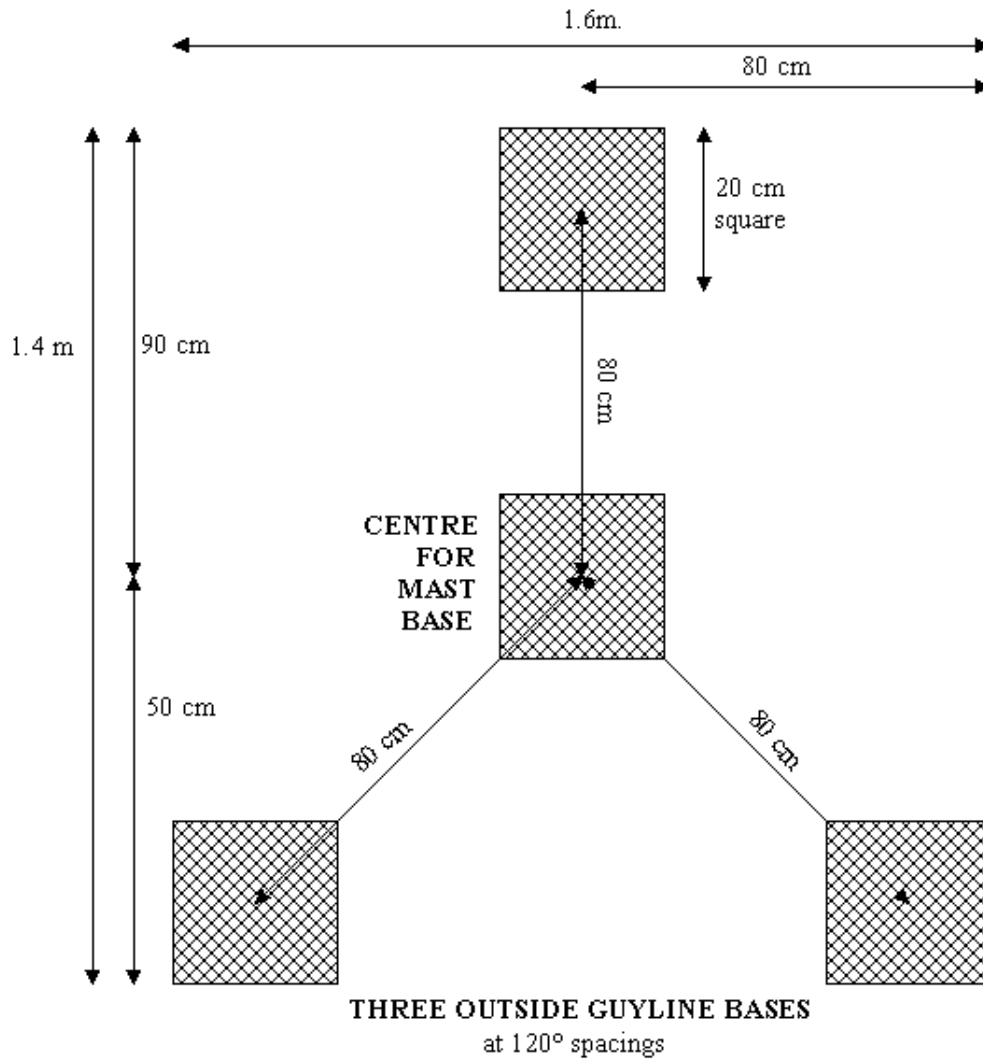 1.6m.
80 cm
20 cm
square
1.4 m
90 cm
80 cm
CENTRE
FOR
MAST
BASE
50 cm
80 cm
80 cm
THREE OUTSIDE GUYLINE BASES
at 120° spacings